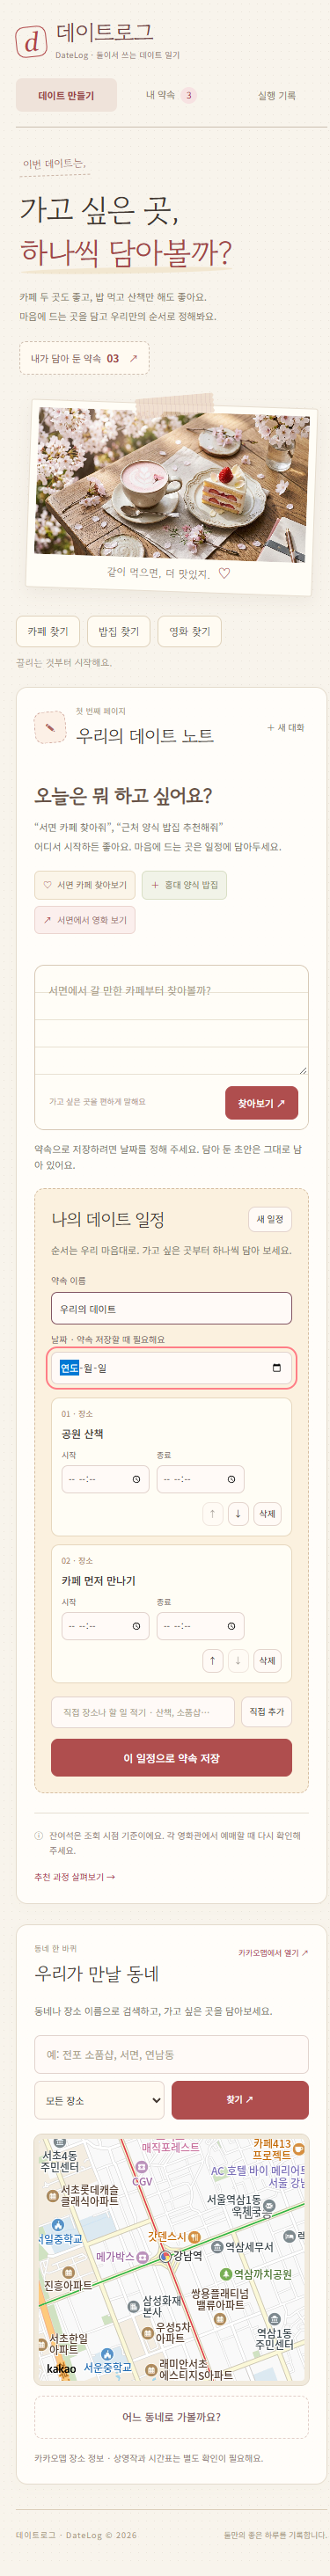 d 데이트로그
DateLog · 둘이서 쓰는 데이트 일기
데이트 만들기 내 약속 3 실행 기록
이번 데이트는,
가고 싶은 곳,
하나씩 담아볼까?
카페 두 곳도 좋고, 밥 먹고 산책만 해도 좋아요.
마음에 드는 곳을 담고 우리만의 순서로 정해봐요.
내가 담아 둔 약속 03 ↗
같이 먹으면, 더 맛있지. ♡
카페 찾기 밥집 찾기 영화 찾기
끌리는 것부터 시작해요.
첫 번째 페이지
우리의 데이트 노트
+ 새 대화
오늘은 뭐 하고 싶어요?
“서면 카페 찾아줘”, “근처 양식 밥집 추천해줘”
어디서 시작하든 좋아요. 마음에 드는 곳은 일정에 담아두세요.
♡ 서면 카페 찾아보기 + 홍대 양식 밥집
↗ 서면에서 영화 보기
서면에서 갈 만한 카페부터 찾아볼까?
가고 싶은 곳을 편하게 말해요 찾아보기 ↗
약속으로 저장하려면 날짜를 정해 주세요. 담아 둔 초안은 그대로 남
아 있어요.
나의 데이트 일정 새 일정
순서는 우리 마음대로. 가고 싶은 곳부터 하나씩 담아 보세요.
약속 이름
우리의 데이트
날짜 · 약속 저장할 때 필요해요
연도-월-일
01 · 장소
공원 산책
시작 종료
-- --:-- -- --:--
↑ ↓ 삭제
02 · 장소
카페 먼저 만나기
시작 종료
-- --:-- -- --:--
↑ ↓ 삭제
직접 장소나 할 일 적기 · 산책, 소품샵… 직접 추가
이 일정으로 약속 저장
ⓘ 잔여석은 조회 시점 기준이에요. 각 영화관에서 예매할 때 다시 확인해
주세요.
추천 과정 살펴보기 →
동네 한 바퀴
우리가 만날 동네
카카오맵에서 열기 ↗
동네나 장소 이름으로 검색하고, 가고 싶은 곳을 담아보세요.
예: 전포 소품샵, 서면, 연남동
모든 장소 찾기 ↗
서초4동
주민센터
매직포레스트
카페413
프로젝트
CGV
AC 호텔 바이 메리어트
서울 강남
서초롯데캐슬
클래식아파트
서울역삼1동
우체국
갓덴스시
메가박스
강남역
역삼세무서
진흥아파트
역삼까치공원
삼성화재
본사
쌍용플래티넘
밸류아파트
우성5차
아파트
서초한일
아파트
역삼1동
주민센터
kakao
서운중학교
래미안서초
에스티지S아파트
어느 동네로 가볼까요?
카카오맵 장소 정보 · 상영작과 시간표는 별도 확인이 필요해요.
데이트로그 · DateLog © 2026 둘만의 좋은 하루를 기록합니다.